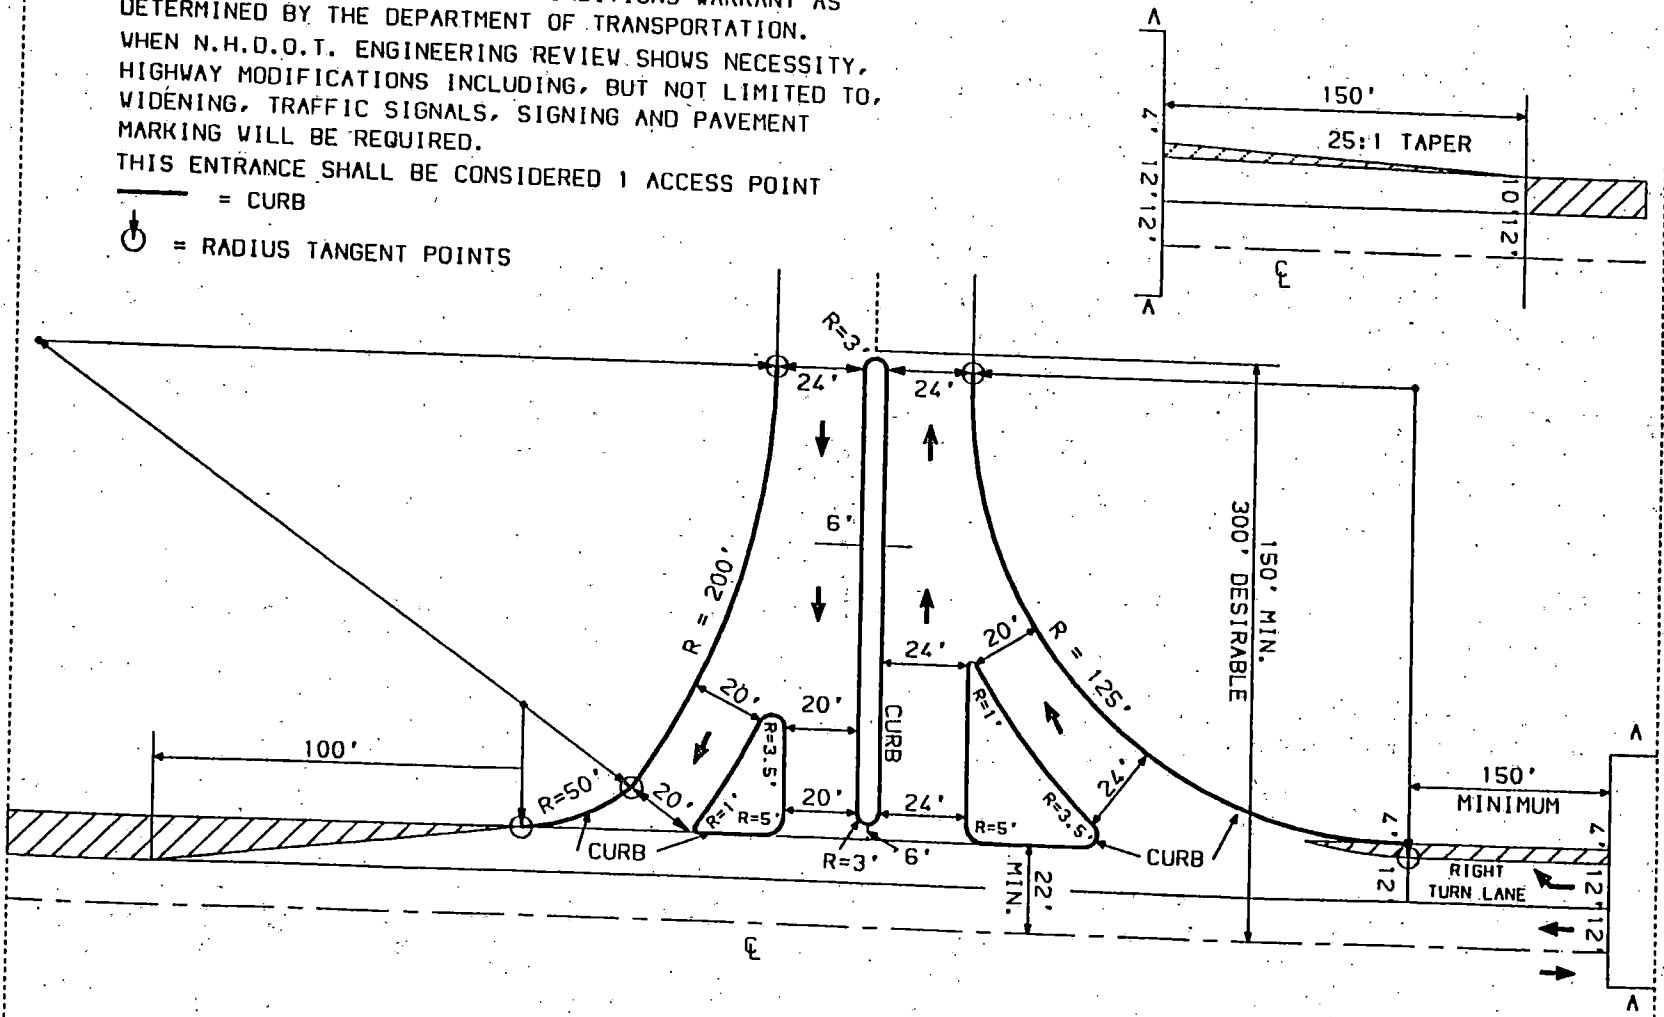 WARRANT AS
DETERMINED BY THE DEPARTMENT OF TRANSPORTATION.
WHEN N.H.D.O.T. ENGINEERING REVIEW SHOWS NECESSITY,
HIGHWAY MODIFICATIONS INCLUDING, BUT NOT LIMITED TO,
WIDENING, TRAFFIC SIGNALS, SIGNING AND PAVEMENT
MARKING WILL BE REQUIRED.
THIS ENTRANCE SHALL BE CONSIDERED 1 ACCESS POINT
= CURB
= RADIUS TANGENT POINTS
A
150'
25:1 TAPER
4'
12'
12'
10'
12'
℄
A
R=3'
24'
24'
6'
R = 200'
R = 125'
150' MIN.
300' DESIRABLE
20'
24'
20'
20'
R=1'
CURB
R=3.5'
24'
100'
R=50'
20'
R=1'
R=5'
20'
24'
R=5'
R=3.5'
CURB
R=3'
6'
22'
MIN.
CURB
4'
12'
150'
MINIMUM
RIGHT
TURN LANE
4'
12'
12'
A
A
℄